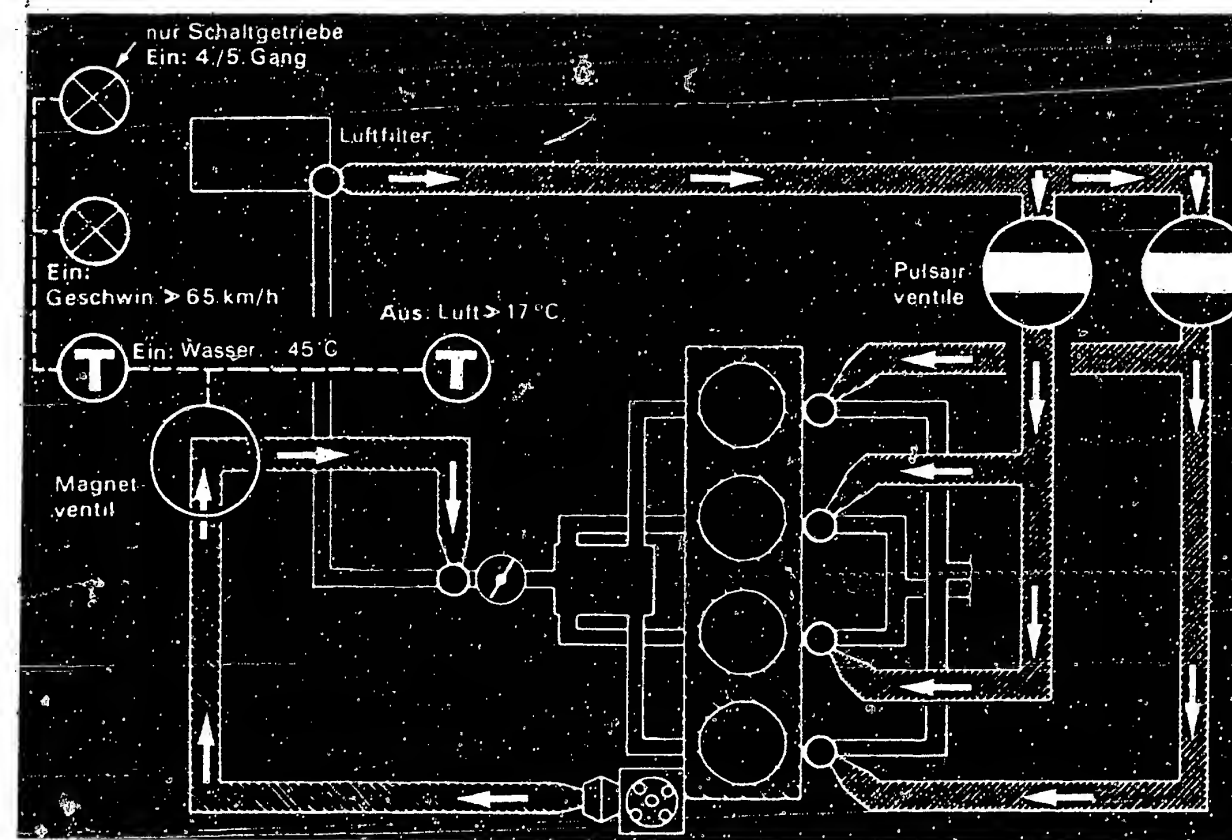 nur Schaltgetriebe
Ein: 4./5. Gang
Luftfilter
Ein:
Geschwin. > 65 km/h
Aus: Luft > 17 °C
Ein: Wasser 45 °C
Magnet-
ventil
Pulsair-
ventile
T
T